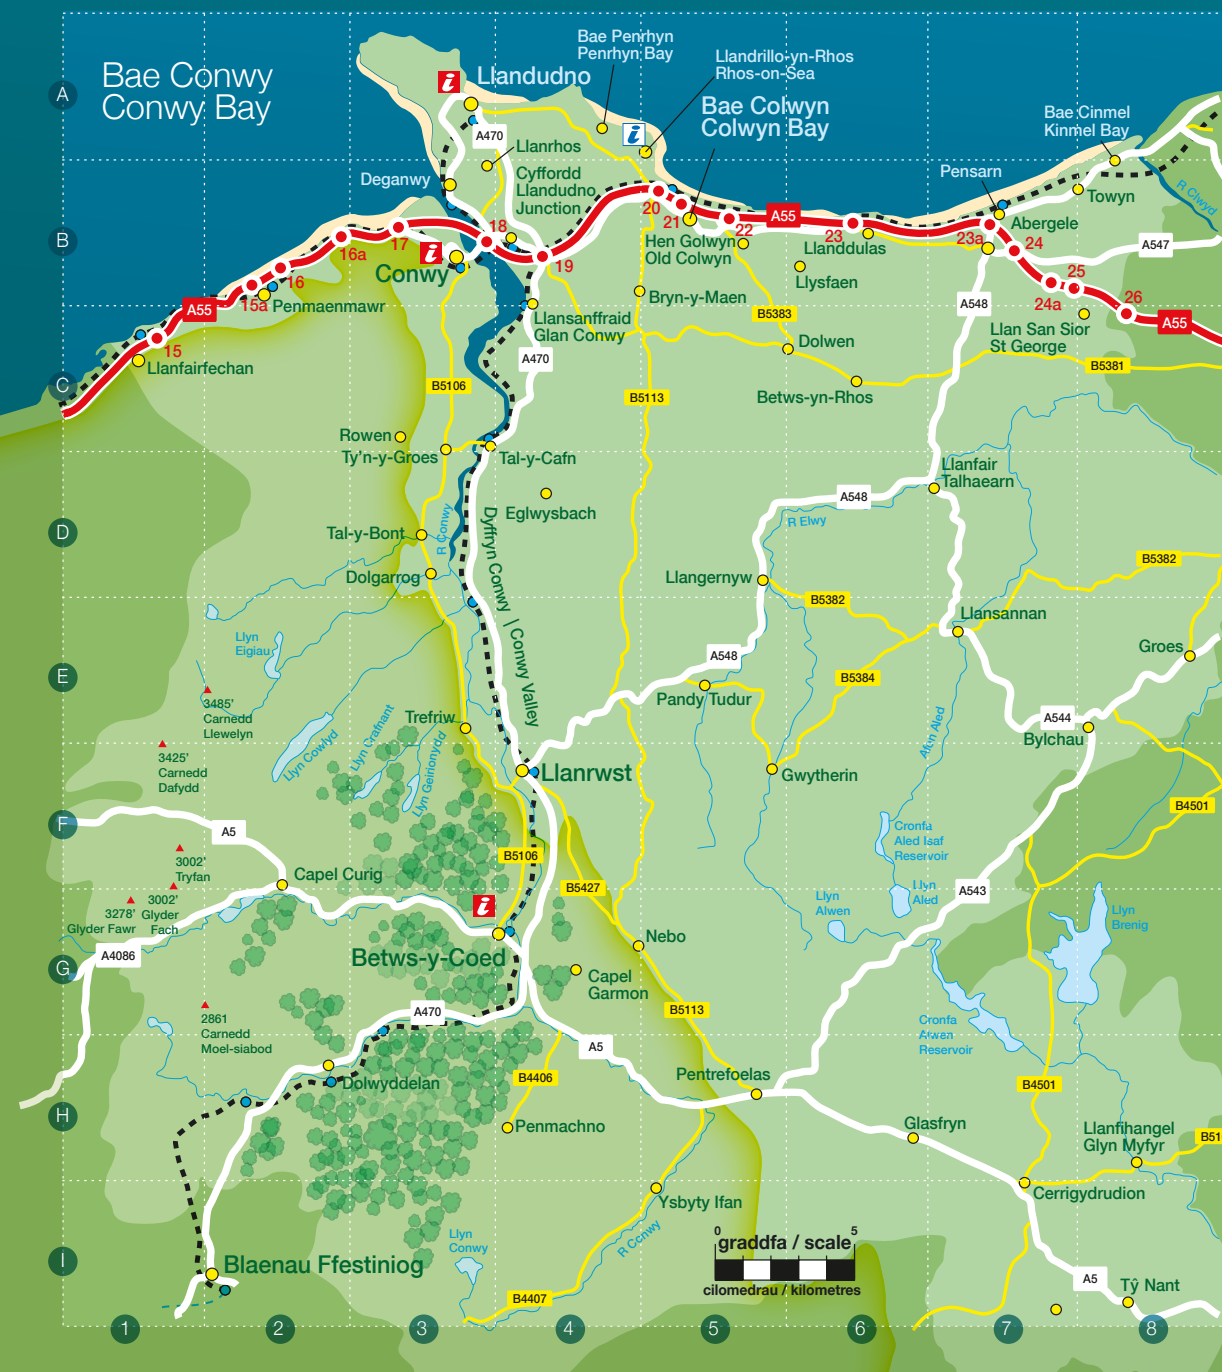 Bae Conwy
Conwy Bay
A
B
C
D
E
F
G
H
I
1
2
3
4
5
6
7
8
i
Llandudno
Bae Penrhyn
Penrhyn Bay
Llandrillo-yn-Rhos
Rhos-on-Sea
i
Bae Colwyn
Colwyn Bay
Bae Cinmel
Kinmel Bay
A470
Llanrhos
Deganwy
Cyffordd
Llandudno
Junction
Pensarn
Towyn
R Clwyd
Abergele
A547
20
21
22
A55
23
23a
24
25
24a
26
A55
18
17
16a
16
15a
15
19
i
Conwy
Hen Golwyn
Old Colwyn
Llanddulas
Llysfaen
Penmaenmawr
A55
Bryn-y-Maen
B5383
A548
Llan San Sior
St George
Llansanffraid
Glan Conwy
Dolwen
Llanfairfechan
A470
B5106
B5113
B5381
Betws-yn-Rhos
Rowen
Ty'n-y-Groes
Tal-y-Cafn
Llanfair
Talhaearn
A548
Eglwysbach
R Elwy
Tal-y-Bont
R Conwy
Dyffryn Conwy | Conwy Valley
Dolgarrog
Llangernyw
B5382
B5382
Llansannan
Llyn
Eigiau
A548
Groes
B5384
3485'
Carnedd
Llewelyn
Pandy Tudur
Trefriw
A544
Bylchau
Llyn Cowlyd
Llyn Crafnant
Llyn Geirionydd
Afon Aled
3425'
Carnedd
Dafydd
Llanrwst
Gwytherin
B4501
A5
Cronfa
Aled Isaf
Reservoir
3002'
Tryfan
Capel Curig
B5106
B5427
A543
Llyn
Aled
Llyn
Alwen
Llyn
Brenig
3278'
Glyder Fawr
3002'
Glyder
Fach
i
A4086
Betws-y-Coed
Nebo
Capel
Garmon
B5113
2861
Carnedd
Moel-siabod
A470
Cronfa
Alwen
Reservoir
A5
Pentrefoelas
B4406
B4501
Dolwyddelan
Penmachno
Glasfryn
Llanfihangel
Glyn Myfyr
B51
Cerrigydrudion
Ysbyty Ifan
Llyn
Conwy
R Conwy
Blaenau Ffestiniog
0
5
graddfa / scale
cilomedrau / kilometres
B4407
A5
Tŷ Nant